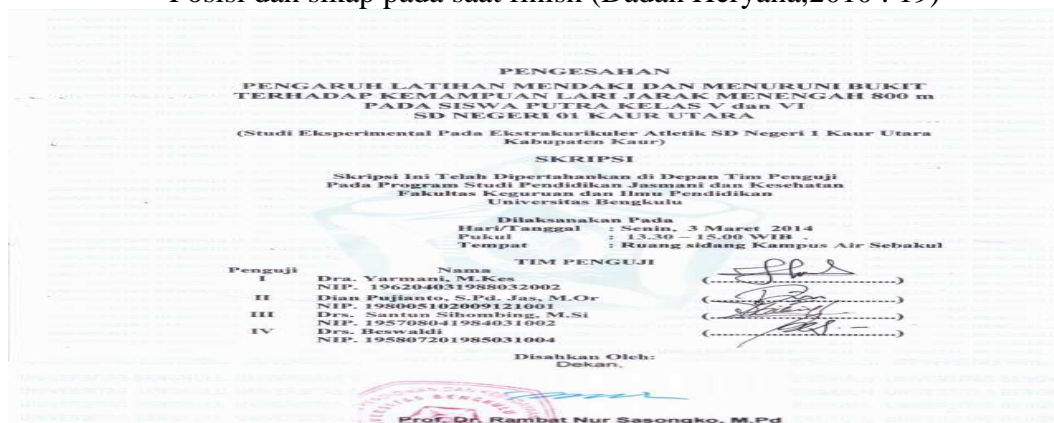 Posisi dan sikap pada saat finish (Dadan Heryana,2010 : 19)
PENGESAHAN
PENGARUH LATIHAN MENDAKI DAN MENURUNI BUKIT
TERHADAP KEMAMPUAN LARI JARAK MENENGAH 800 m
PADA SISWA PUTRA KELAS V dan VI
SD NEGERI 01 KAUR UTARA
(Studi Eksperimental Pada Ekstrakurikuler Atletik SD Negeri 1 Kaur Utara
Kabupaten Kaur)
SKRIPSI
Skripsi Ini Telah Dipertahankan di Depan Tim Penguji
Pada Program Studi Pendidikan Jasmani dan Kesehatan
Fakultas Keguruan dan Ilmu Pendidikan
Universitas Bengkulu
Dilaksanakan Pada
Hari/Tanggal : Senin, 3 Maret 2014
Pukul : 13.30 – 15.00 WIB .
Tempat : Ruang sidang Kampus Air Sebakul
TIM PENGUJI
Penguji Nama
I Dra. Yarmani, M.Kes (....................)
NIP. 196204031988032002
II Dian Pujianto, S.Pd. Jas, M.Or (....................)
NIP. 198005102009121001
III Drs. Santun Sihombing, M.Si (....................)
NIP. 195708041984031002
IV Drs. Beswaldi (....................)
NIP. 195807201985031004
Disahkan Oleh:
Dekan,
Prof. Dr. Rambat Nur Sasongko, M.Pd